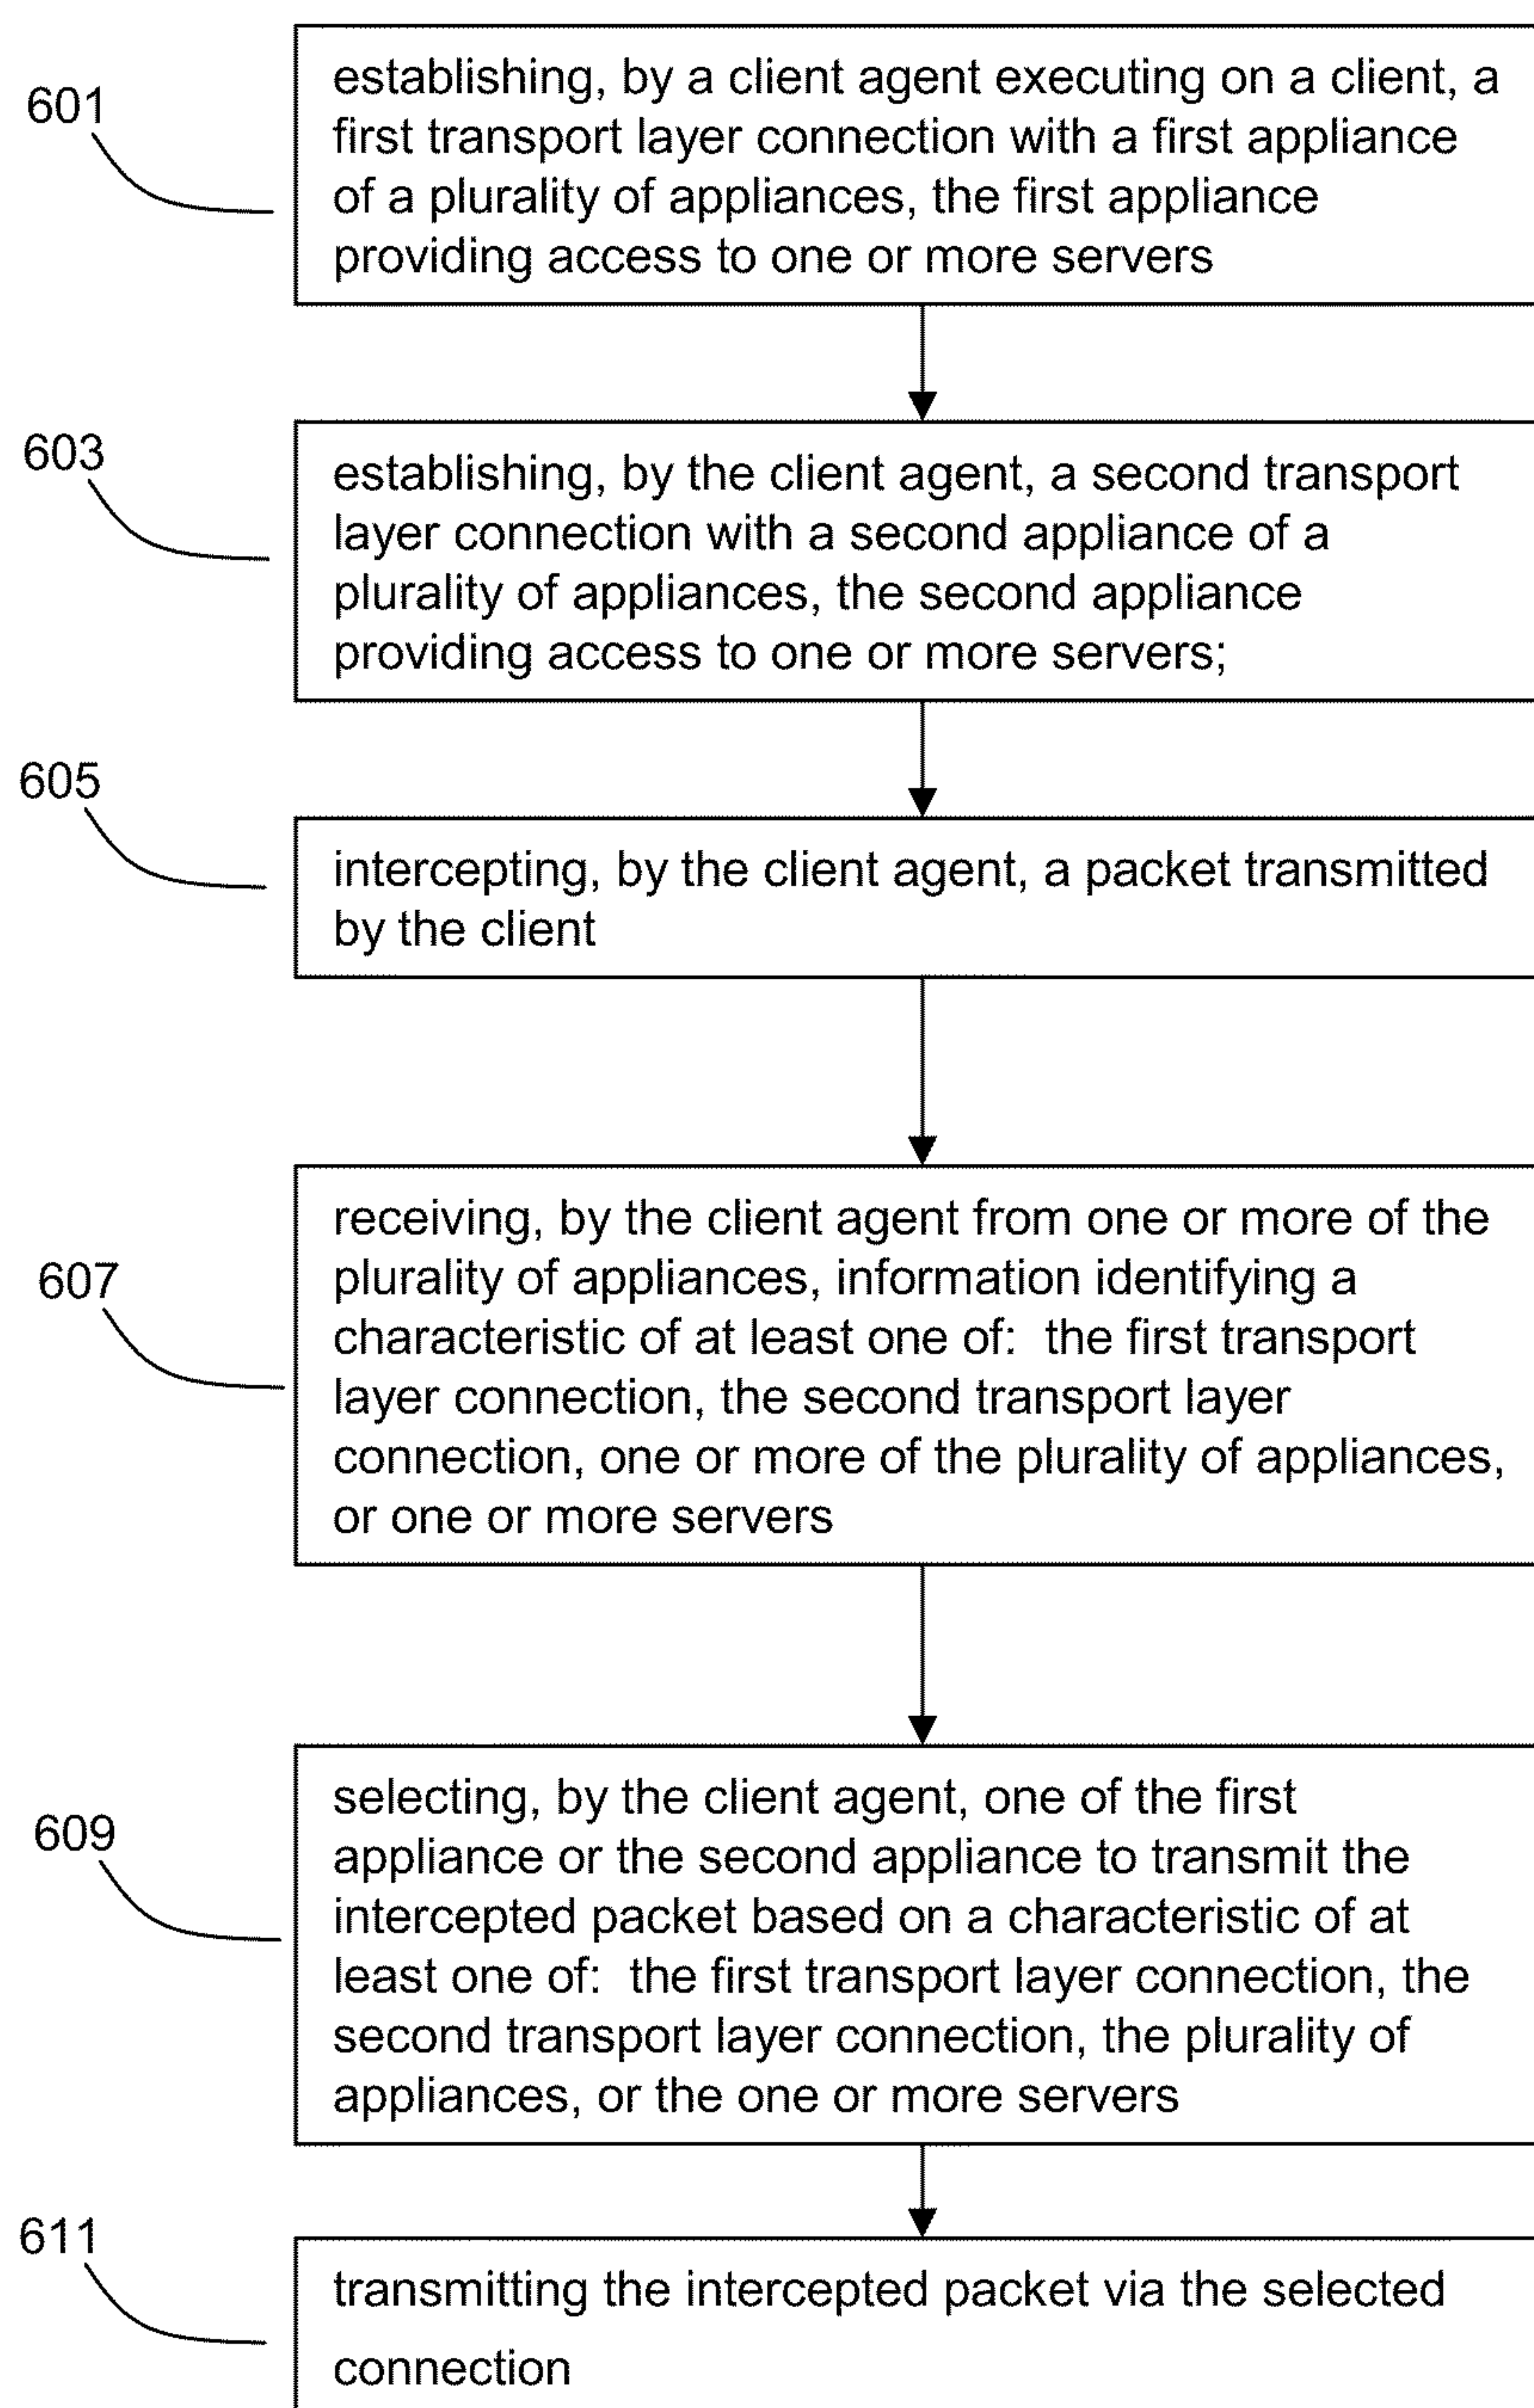 601
establishing, by a client agent executing on a client, a
first transport layer connection with a first appliance
of a plurality of appliances, the first appliance
providing access to one or more servers
603
establishing, by the client agent, a second transport
layer connection with a second appliance of a
plurality of appliances, the second appliance
providing access to one or more servers;
605
intercepting, by the client agent, a packet transmitted
by the client
607
receiving, by the client agent from one or more of the
plurality of appliances, information identifying a
characteristic of at least one of: the first transport
layer connection, the second transport layer
connection, one or more of the plurality of appliances,
or one or more servers
609
selecting, by the client agent, one of the first
appliance or the second appliance to transmit the
intercepted packet based on a characteristic of at
least one of: the first transport layer connection, the
second transport layer connection, the plurality of
appliances, or the one or more servers
611
transmitting the intercepted packet via the selected
connection